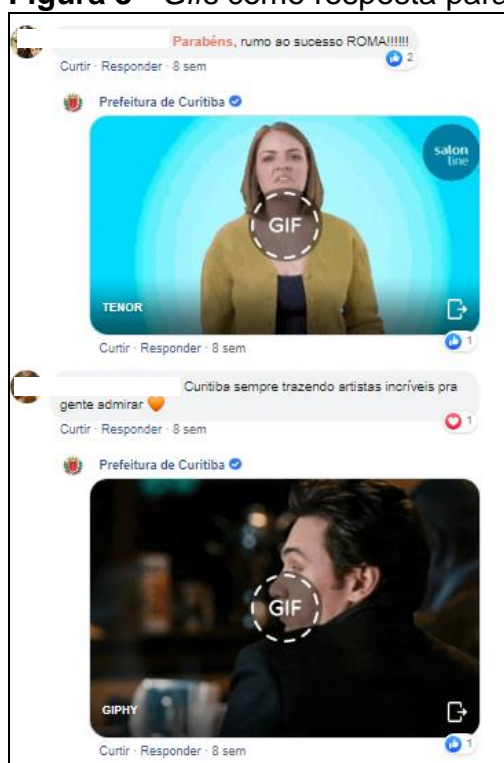 Figura 5 - Gifs como resposta para
Parabéns, rumo ao sucesso ROMA!!!!!!
2
Curtir · Responder · 8 sem
Prefeitura de Curitiba
salon
line
GIF
TENOR
1
Curtir · Responder · 8 sem
Curitiba sempre trazendo artistas incríveis pra
gente admirar 🧡
1
Curtir · Responder · 8 sem
Prefeitura de Curitiba
GIF
GIPHY
1
Curtir · Responder · 8 sem